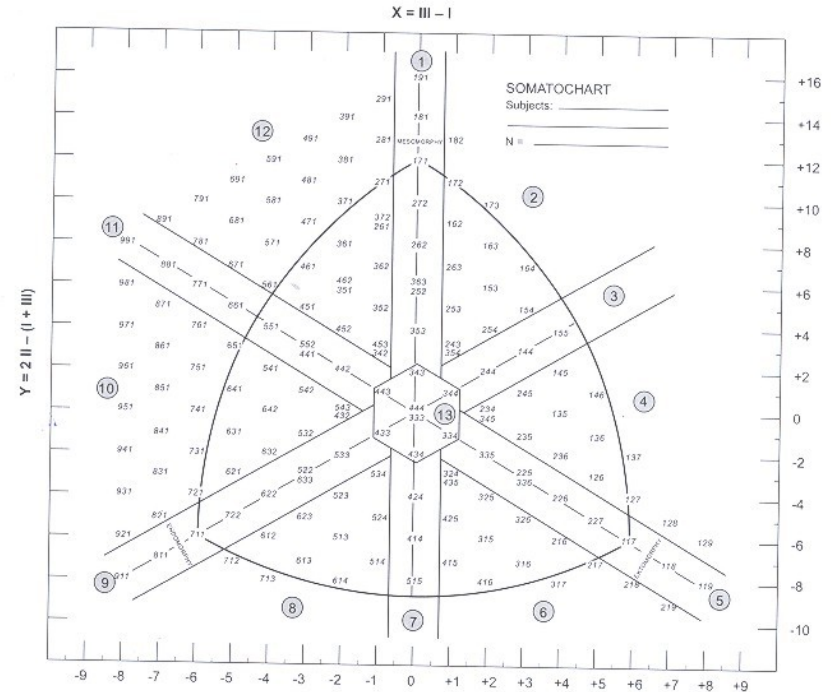 X = III – I
1
191
+16
SOMATOCHART
291
Subjects:
391 181
+14
12
491 281 MESOMORPHY 182
N =
591 381 171
+12
691 481 271 172
791 581 371 272 173 2
+10
891 681 471 372
261 162
11
991 781 571 361 262 163
+8
881 671 461 362 263 164
981 771 561 462
351 363
252 153 3
+6
871 661 451 352 253 154
971 761 551 452 353 254 155
+4
861 651 552
441 453
342 243
354 144
961 751 541 442 343 244 145
+2
10 851 641 542 443 344 245 146 4
951 741 642 543
432 444
333 13 234
345 135
0
841 631 532 433 334 235 136
941 731 632 533 434 335 236 137
-2
831 621 522
633 534 324
435 225
336 126
931 721 622 523 424 325 226 127
-4
821 722 623 524 425 326 227 128
921 711 612 513 414 315 216 117 129
-6
ENDOMORPHY
811 712 613 514 415 316 217 118
9 911 713 614 515 416 317 218 119
-8
8 7 6 219 5
-10
Y = 2 II – (I + III)
-9 -8 -7 -6 -5 -4 -3 -2 -1 0 +1 +2 +3 +4 +5 +6 +7 +8 +9